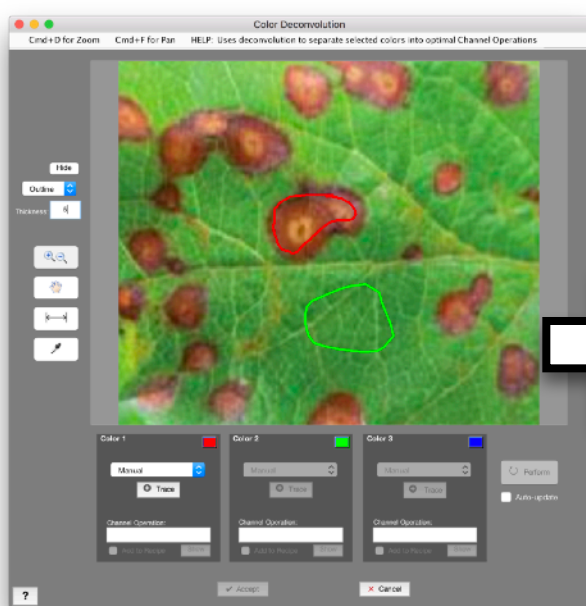 Color Deconvolution
Cmd+D for Zoom Cmd+F for Pan HELP: Uses deconvolution to separate selected colors into optimal Channel Operations
Hide
Outline
Thickness: 5
Color 1 Color 2 Color 3
Manual Manual Manual
Perform
Trace Trace Trace
Auto-update
Channel Operation: Channel Operation: Channel Operation:
Add to Recipe Show Add to Recipe Show Add to Recipe Show
? Accept Cancel